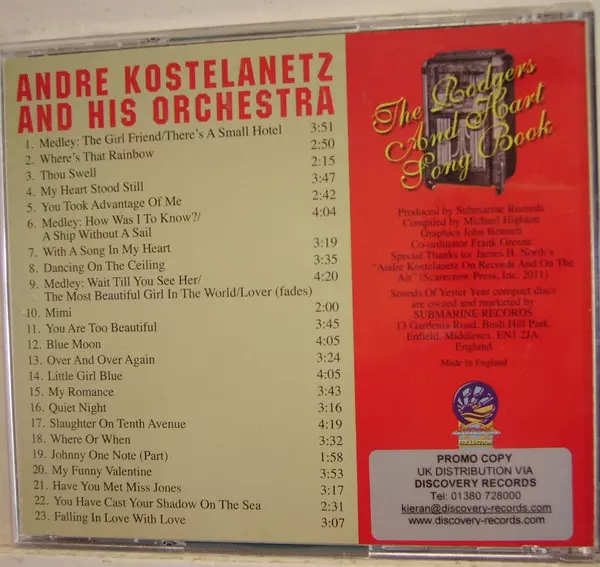 ANDRE KOSTELANETZ
AND HIS ORCHESTRA
1. Medley: The Girl Friend/There's A Small Hotel 3:51
2. Where's That Rainbow 2:50
3. Thou Swell 2:15
4. My Heart Stood Still 3:47
5. You Took Advantage Of Me 2:42
6. Medley: How Was I To Know?/ 4:04
A Ship Without A Sail
7. With A Song In My Heart 3:19
8. Dancing On The Ceiling 3:35
9. Medley: Wait Till You See Her/ 4:20
The Most Beautiful Girl In The World/Lover (fades)
10. Mimi 2:00
11. You Are Too Beautiful 3:45
12. Blue Moon 4:05
13. Over And Over Again 3:24
14. Little Girl Blue 4:05
15. My Romance 3:43
16. Quiet Night 3:16
17. Slaughter On Tenth Avenue 4:19
18. Where Or When 3:32
19. Johnny One Note (Part) 1:58
20. My Funny Valentine 3:53
21. Have You Met Miss Jones 3:17
22. You Have Cast Your Shadow On The Sea 2:31
23. Falling In Love With Love 3:07
The Rodgers
And Hart
Song Book
Produced by Submarine Records
Compiled by Michael Highton
Graphics John Bennett
Co-ordinator Frank Greene
Special Thanks to: James H. North's
"Andre Kostelanetz On Records And On The
Air" (Scarecrow Press, Inc. 2011)
Sounds Of Yester Year compact discs
are owned and marketed by
SUBMARINE RECORDS
13 Gardenia Road, Bush Hill Park,
Enfield, Middlesex, EN1 2JA,
England
Made in England
COLLECTION
PROMO COPY
UK DISTRIBUTION VIA
DISCOVERY RECORDS
Tel: 01380 728000
kieran@discovery-records.com
www.discovery-records.com